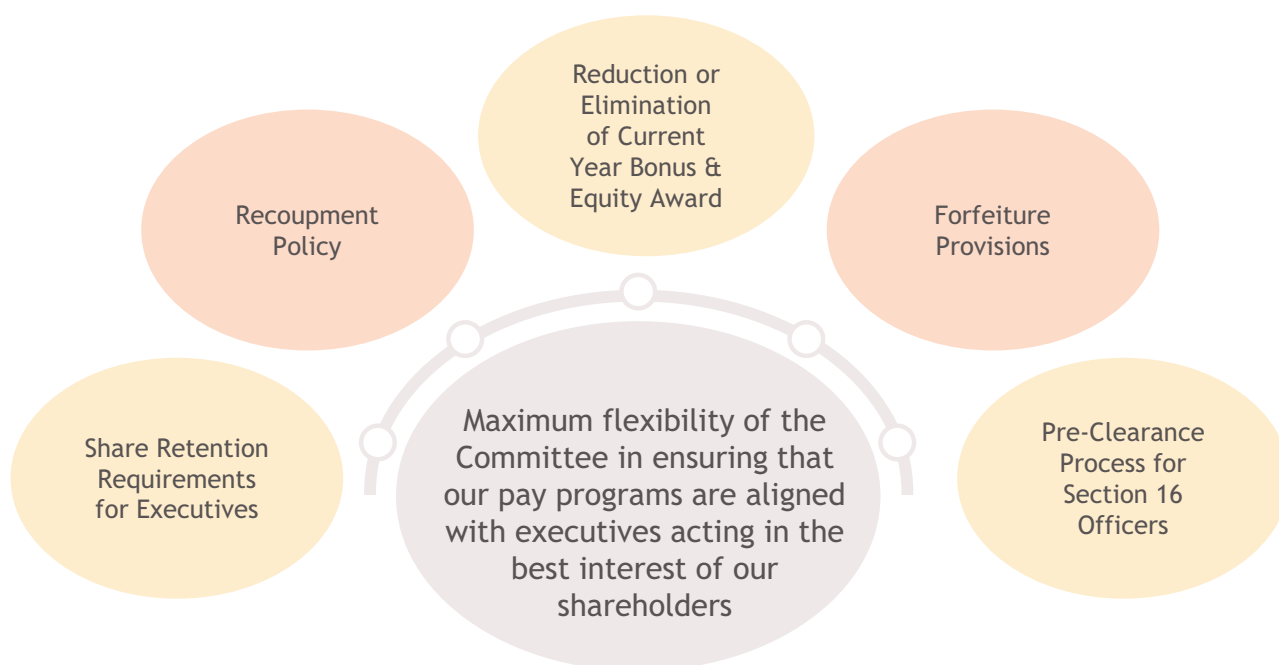 Reduction or
Elimination
of Current
Year Bonus &
Equity Award
Recoupment
Policy
Forfeiture
Provisions
Share Retention
Requirements
for Executives
Maximum flexibility of the
Committee in ensuring that
our pay programs are aligned
with executives acting in the
best interest of our
shareholders
Pre-Clearance
Process for
Section 16
Officers